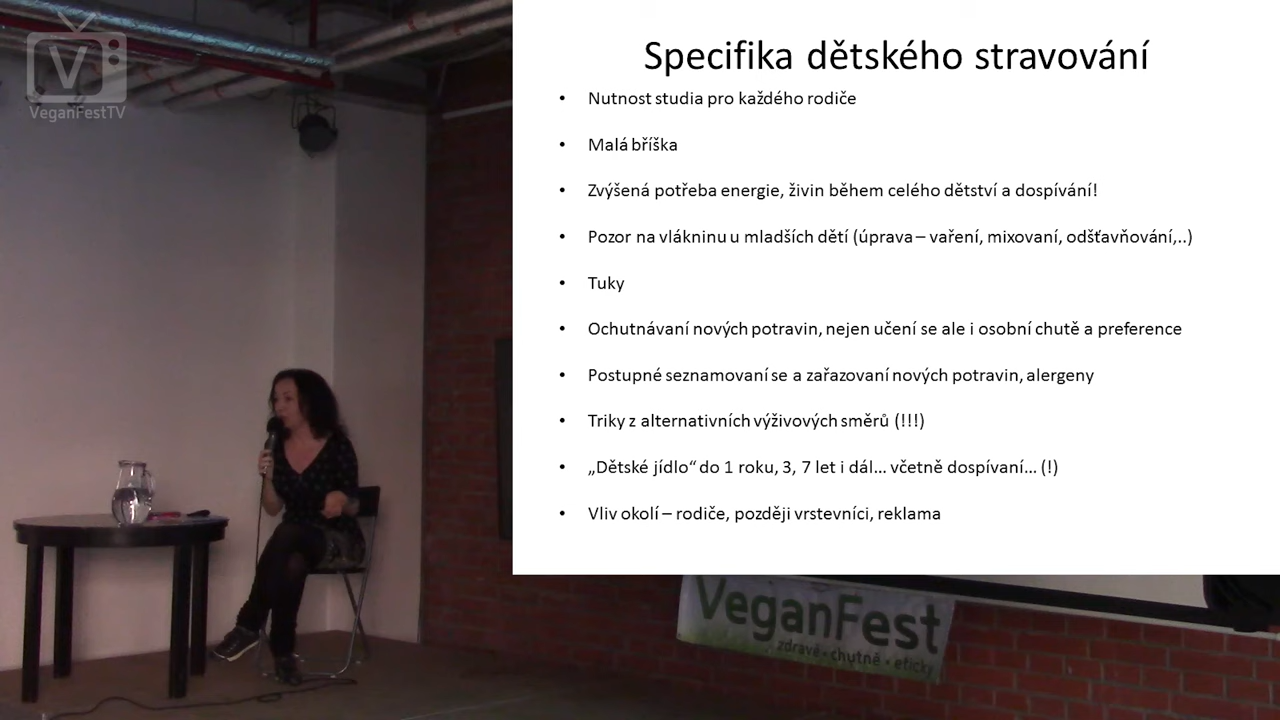 V
VeganFestTV
Specifika dětského stravování
• Nutnost studia pro každého rodiče
• Malá bříška
• Zvýšená potřeba energie, živin během celého dětství a dospívání!
• Pozor na vlákninu u mladších dětí (úprava – vaření, mixovaní, odšťavňování,..)
• Tuky
• Ochutnávaní nových potravin, nejen učení se ale i osobní chutě a preference
• Postupné seznamovaní se a zařazovaní nových potravin, alergeny
• Triky z alternativních výživových směrů (!!!)
• „Dětské jídlo“ do 1 roku, 3, 7 let i dál... včetně dospívaní... (!)
• Vliv okolí – rodiče, později vrstevníci, reklama
VeganFest
zdravě • chutně • eticky